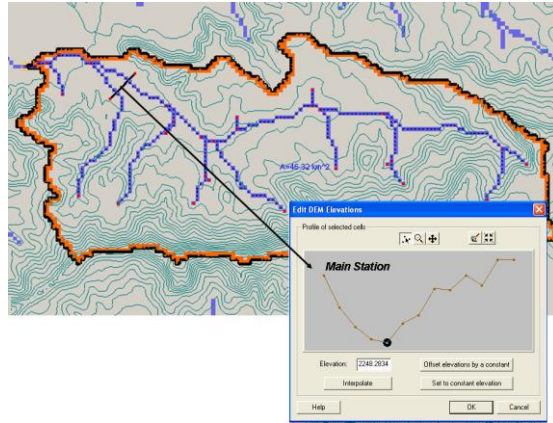 A=46.32 km^2
Edit DEM Elevations
Profile of selected cells
Main Station
Elevation: 2248.2834 Offset elevations by a constant
Interpolate Set to constant elevation
Help OK Cancel